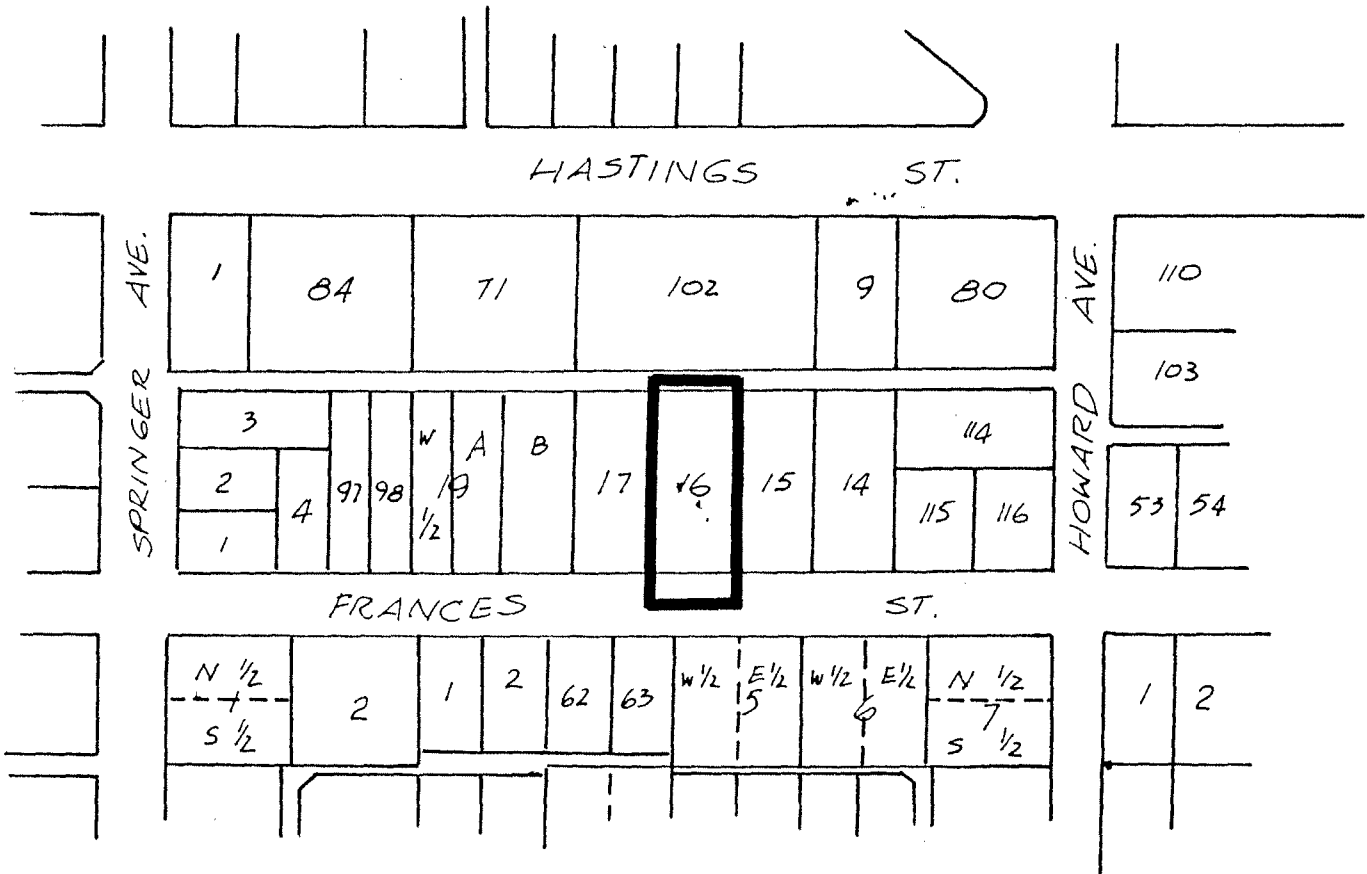 HASTINGS ST.
SPRINGER AVE.
HOWARD AVE.
1 84 71 102 9 80 110
103
3 114
2 4 97 98 W 19 1/2 A B 17 16 15 14 115 116 53 54
1
FRANCES ST.
N 1/2 1 S 1/2 2 1 2 62 63 W 1/2 E 1/2 5 W 1/2 E 1/2 6 N 1/2 7 S 1/2 1 2